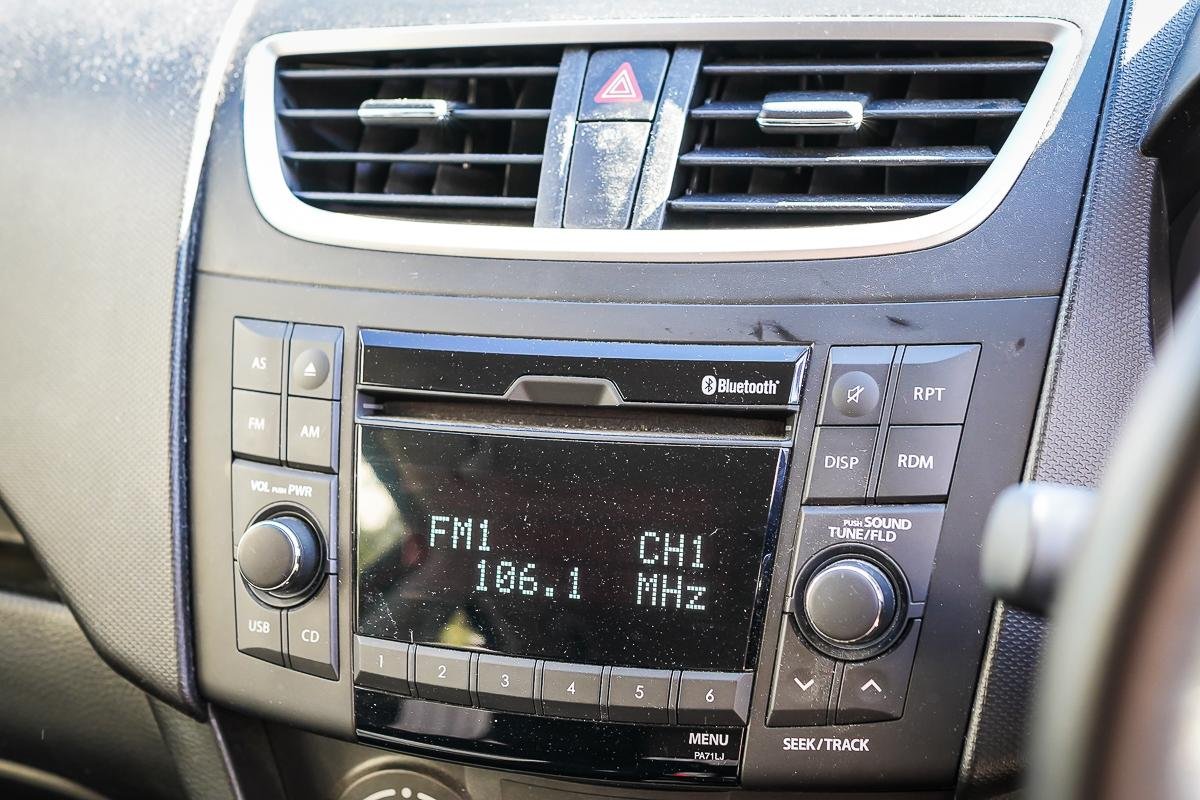 Bluetooth®
AS
RPT
FM
AM
DISP
RDM
VOL PUSH PWR
PUSH SOUND
TUNE/FLD
FM1 CH1
106.1 MHz
USB
CD
1 2 3 4 5 6
MENU
PA71LJ
SEEK/TRACK